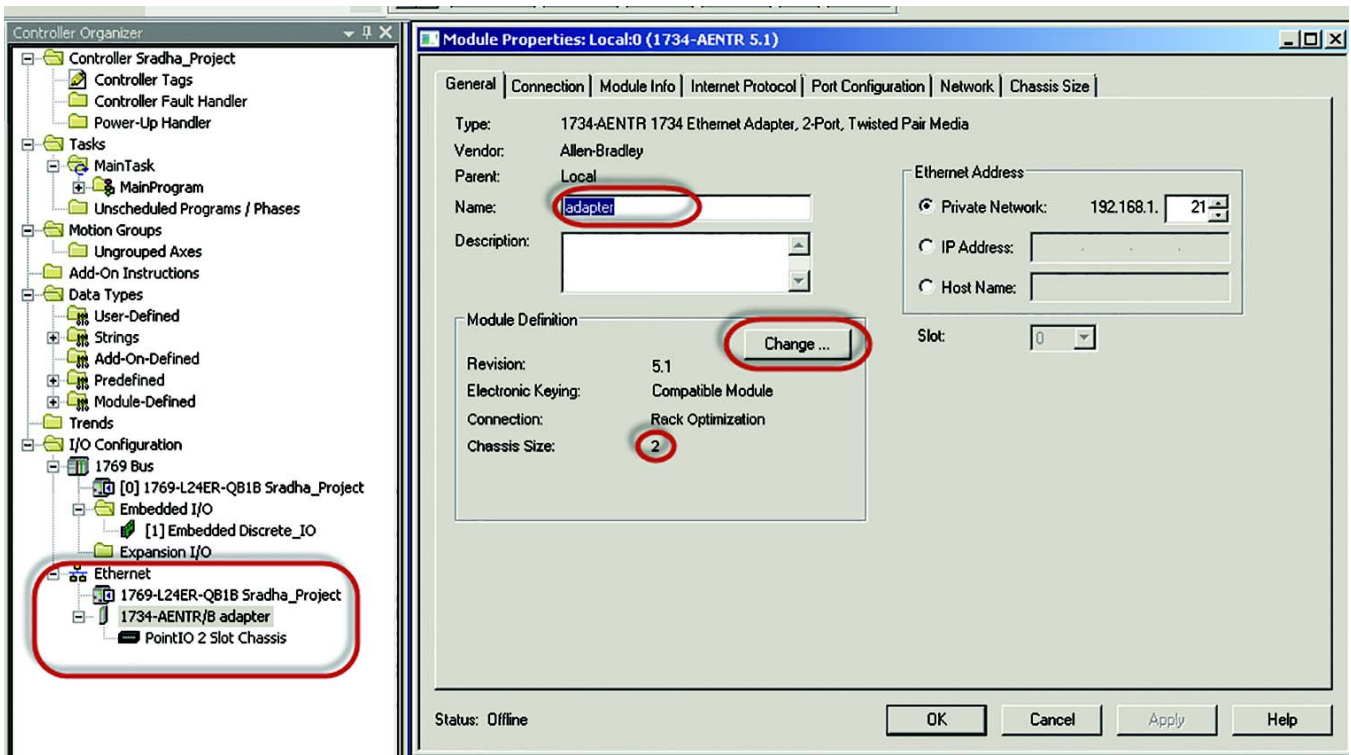 Controller Organizer
Controller Sradha_Project
Controller Tags
Controller Fault Handler
Power-Up Handler
Tasks
MainTask
MainProgram
Unscheduled Programs / Phases
Motion Groups
Ungrouped Axes
Add-On Instructions
Data Types
User-Defined
Strings
Add-On-Defined
Predefined
Module-Defined
Trends
I/O Configuration
1769 Bus
[0] 1769-L24ER-QB1B Sradha_Project
Embedded I/O
[1] Embedded Discrete_IO
Expansion I/O
Ethernet
1769-L24ER-QB1B Sradha_Project
1734-AENTR/B adapter
PointIO 2 Slot Chassis
Module Properties: Local:0 (1734-AENTR 5.1)
General Connection Module Info Internet Protocol Port Configuration Network Chassis Size
Type: 1734-AENTR 1734 Ethernet Adapter, 2-Port, Twisted Pair Media
Vendor: Allen-Bradley
Parent: Local
Name: adapter
Description:
Ethernet Address
Private Network: 192.168.1. 21
IP Address: . . .
Host Name:
Slot: 0
Module Definition
Change ...
Revision: 5.1
Electronic Keying: Compatible Module
Connection: Rack Optimization
Chassis Size: 2
Status: Offline
OK Cancel Apply Help